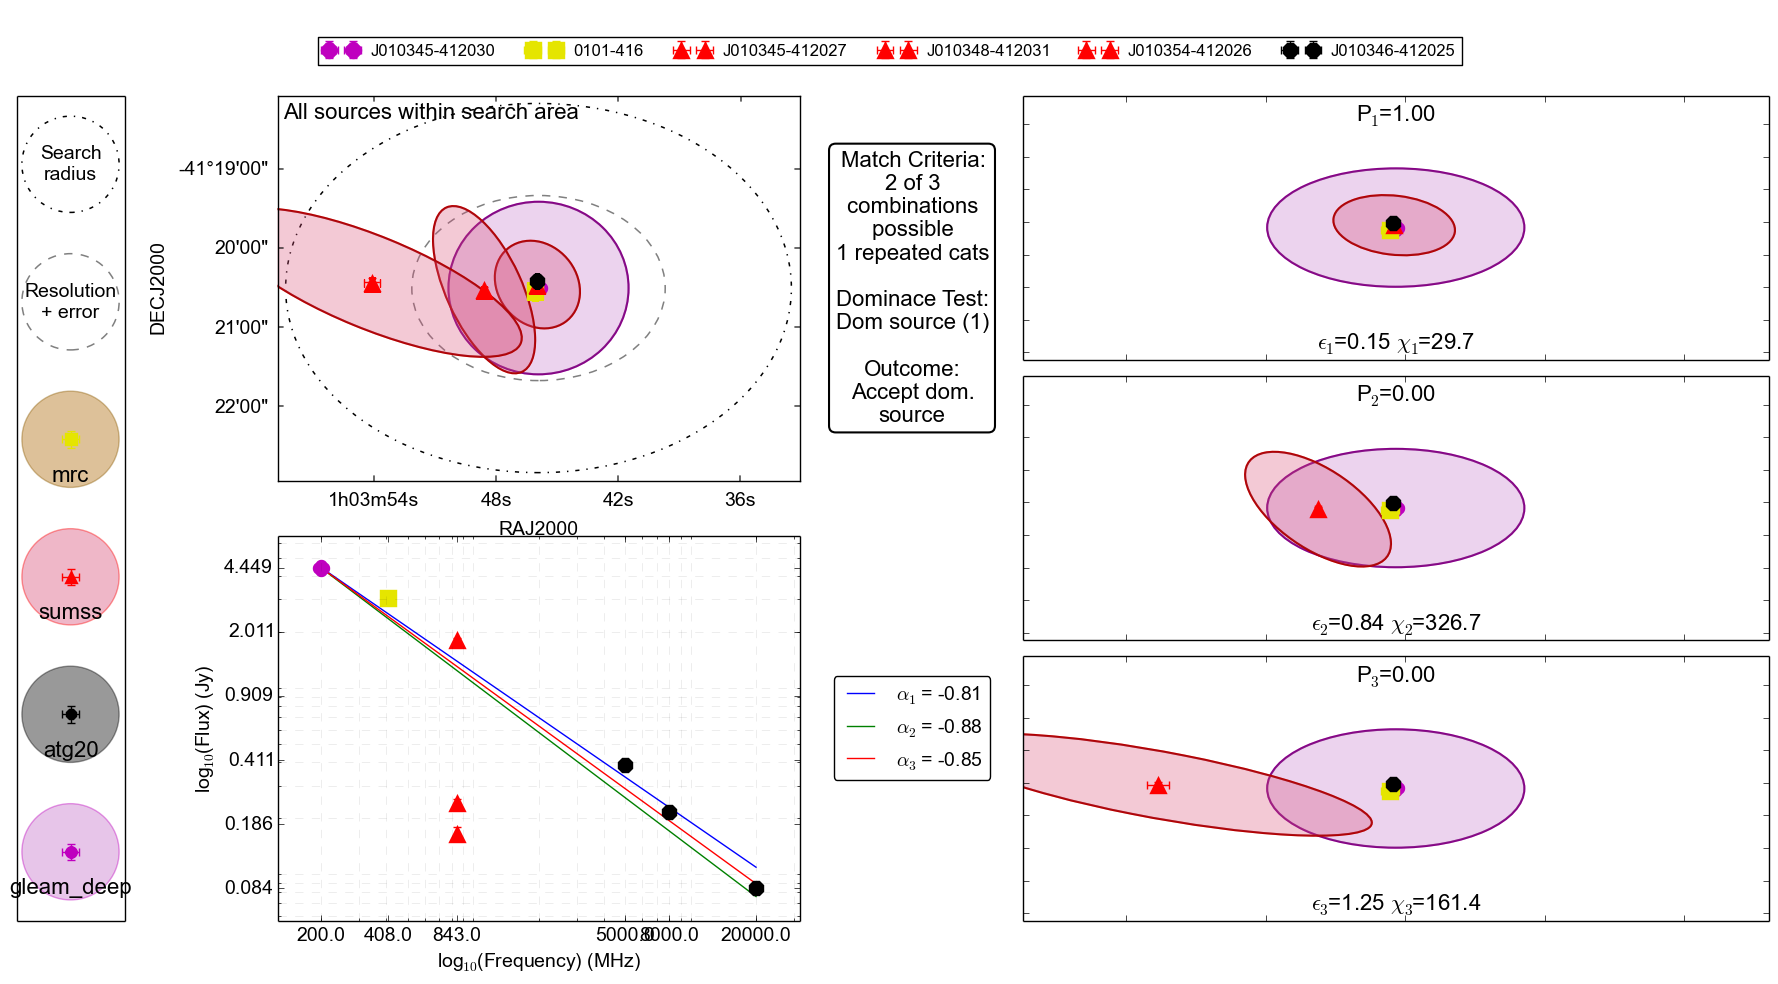 J010345-412030
0101-416
J010345-412027
J010348-412031
J010354-412026
J010346-412025
Search
radius
Resolution
+ error
mrc
sumss
atg20
gleam_deep
All sources within search area
DECJ2000
-41°19'00"
20'00"
21'00"
22'00"
1h03m54s
48s
42s
36s
RAJ2000
Match Criteria:
2 of 3
combinations
possible
1 repeated cats
Dominace Test:
Dom source (1)
Outcome:
Accept dom.
source
P1=1.00
ϵ1=0.15 χ1=29.7
P2=0.00
ϵ2=0.84 χ2=326.7
P3=0.00
ϵ3=1.25 χ3=161.4
log10(Flux) (Jy)
4.449
2.011
0.909
0.411
0.186
0.084
200.0
408.0
843.0
5000.0
8000.0
20000.0
log10(Frequency) (MHz)
α1 = -0.81
α2 = -0.88
α3 = -0.85